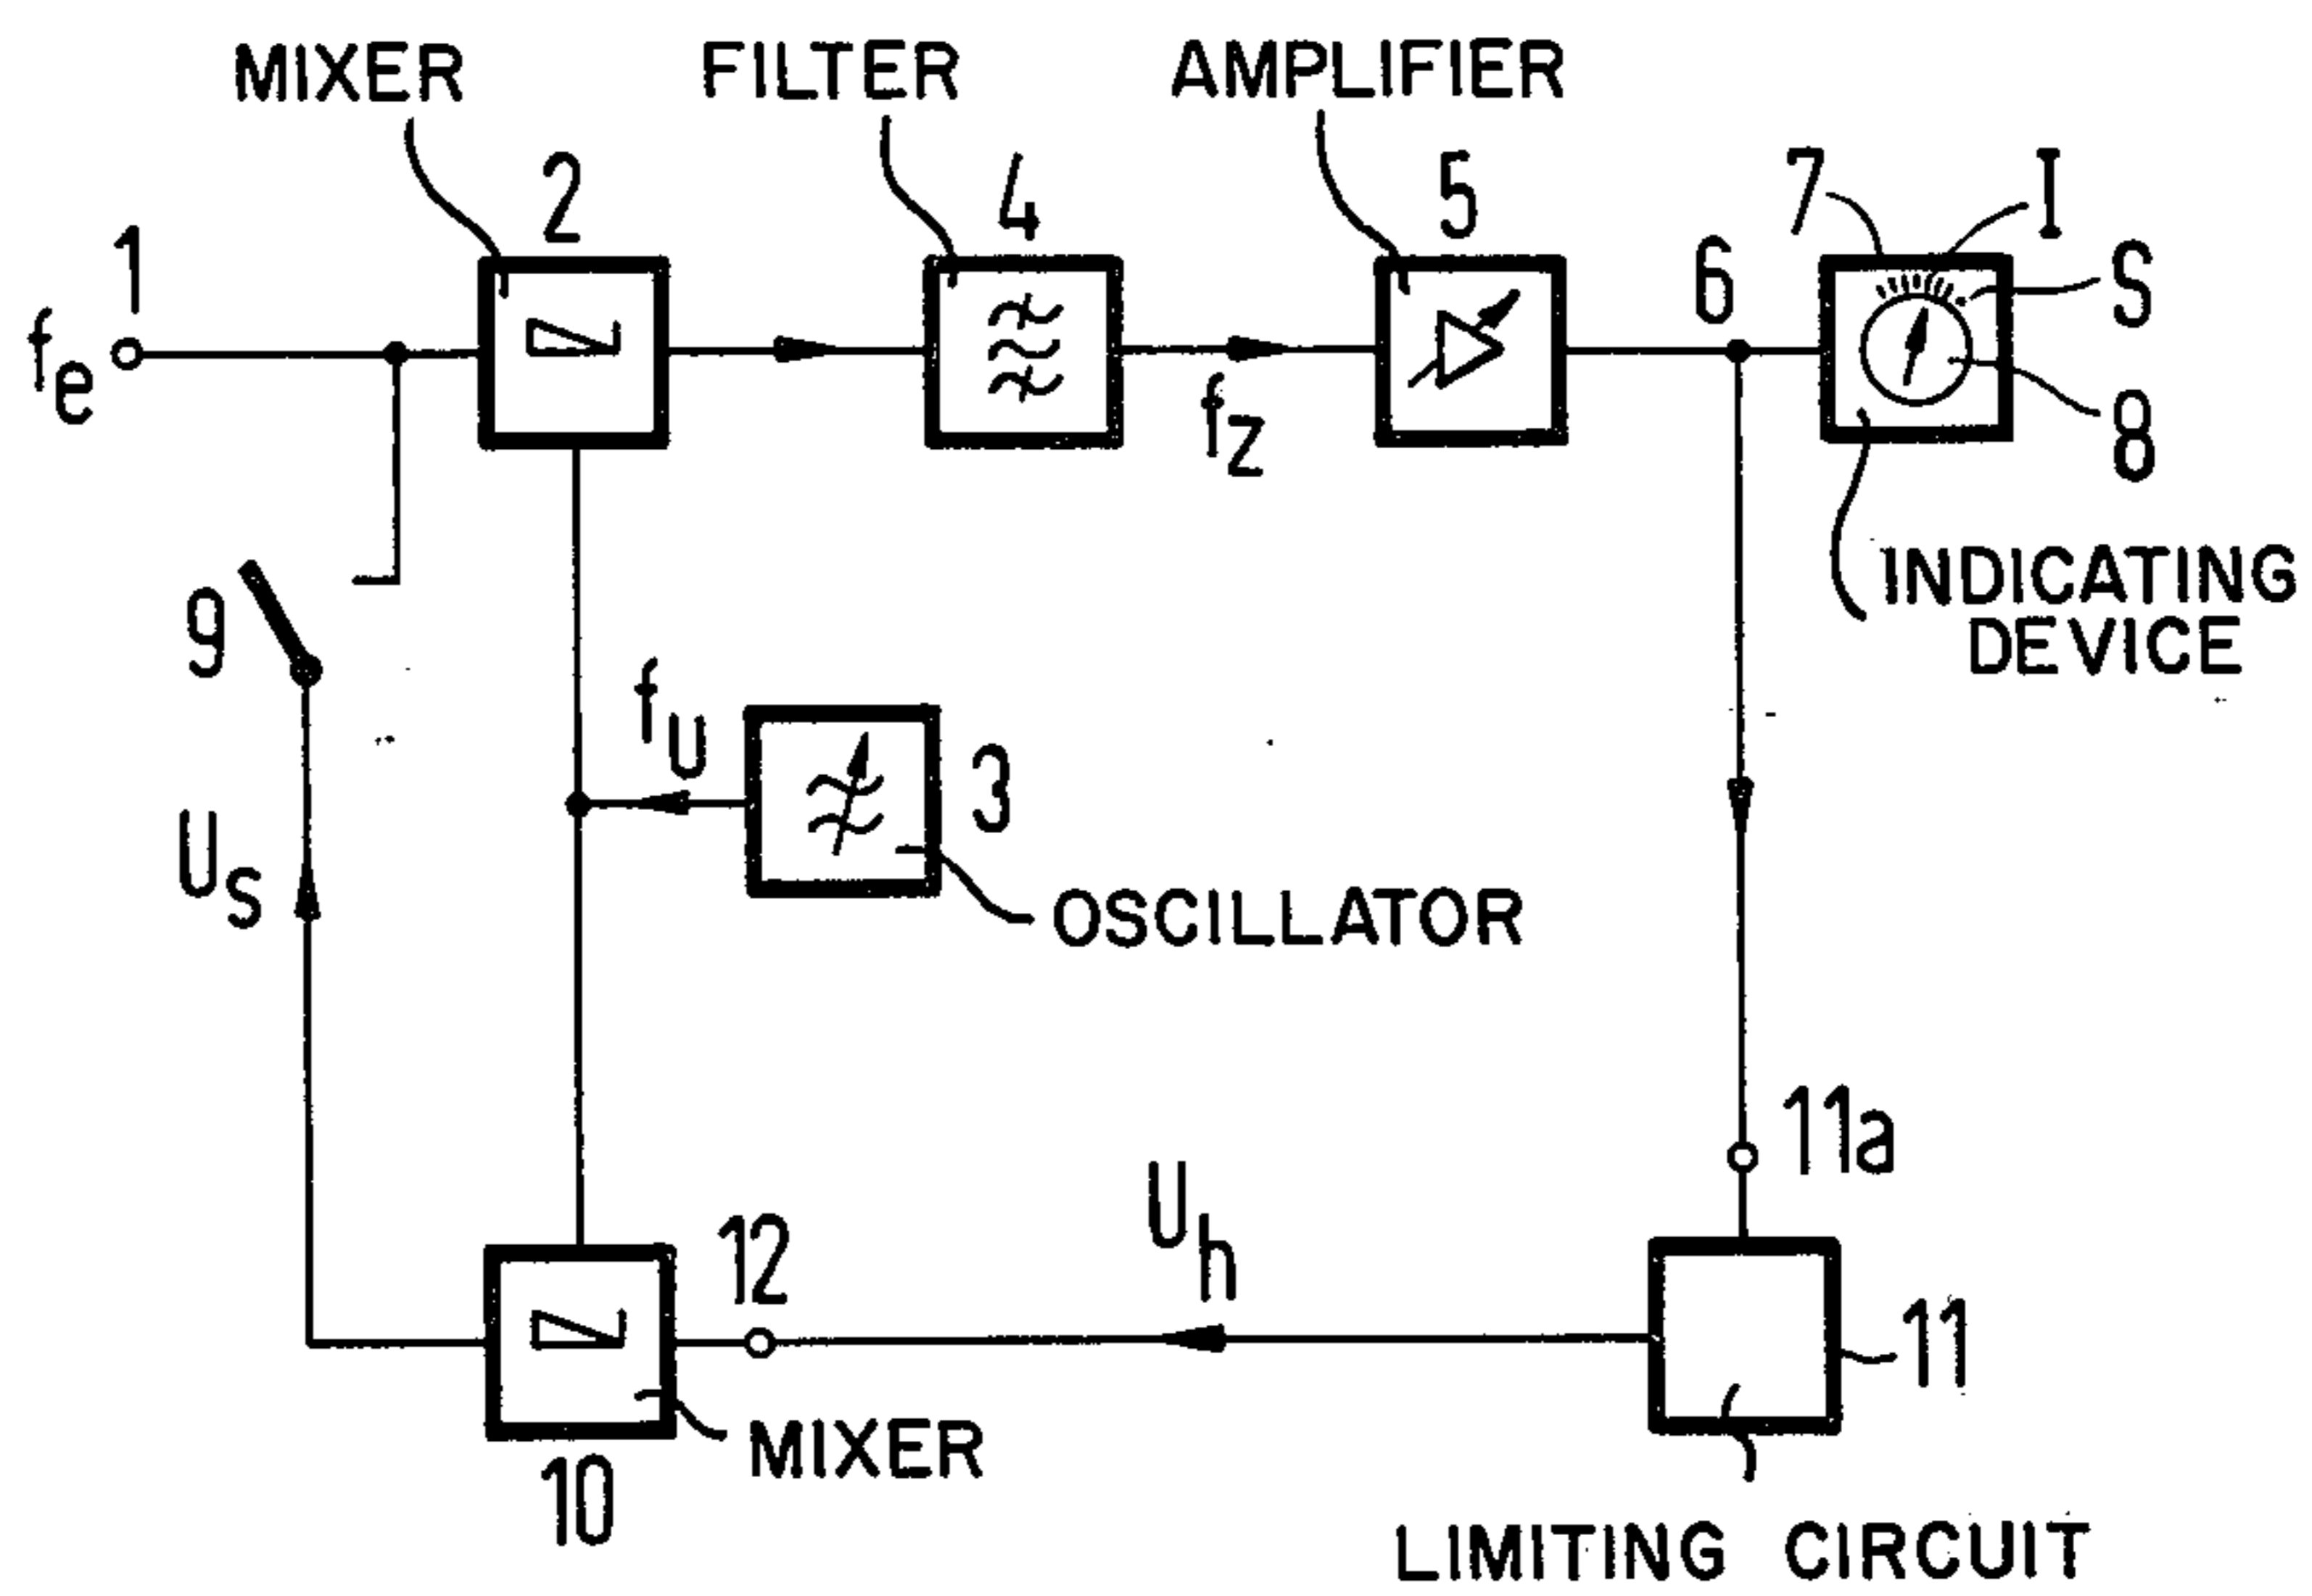 MIXER
FILTER
AMPLIFIER
1
2
4
5
6
7
I
S
8
fe
fz
INDICATING
DEVICE
9
fu
3
Us
OSCILLATOR
11a
12
Uh
11
MIXER
10
LIMITING CIRCUIT